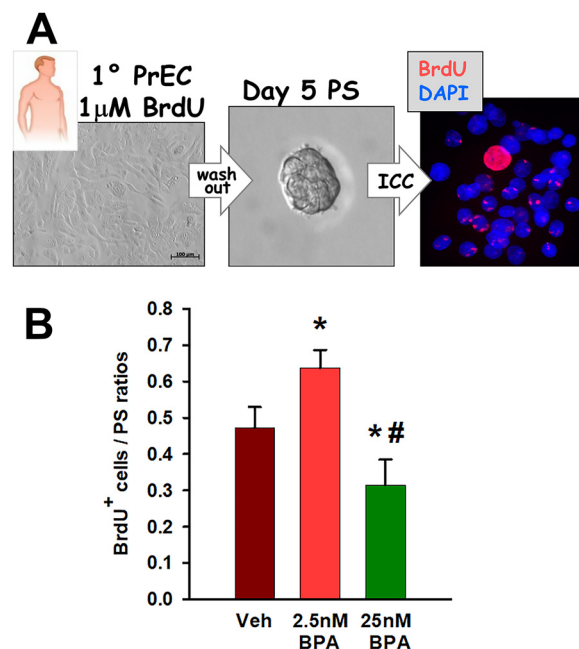 A
1° PrEC
1µM BrdU
100 µm
wash
out
Day 5 PS
ICC
BrdU
DAPI
B
BrdU+ cells / PS ratios
0.8
0.7
0.6
0.5
0.4
0.3
0.2
0.1
0.0
*
*#
Veh
2.5nM
BPA
25nM
BPA